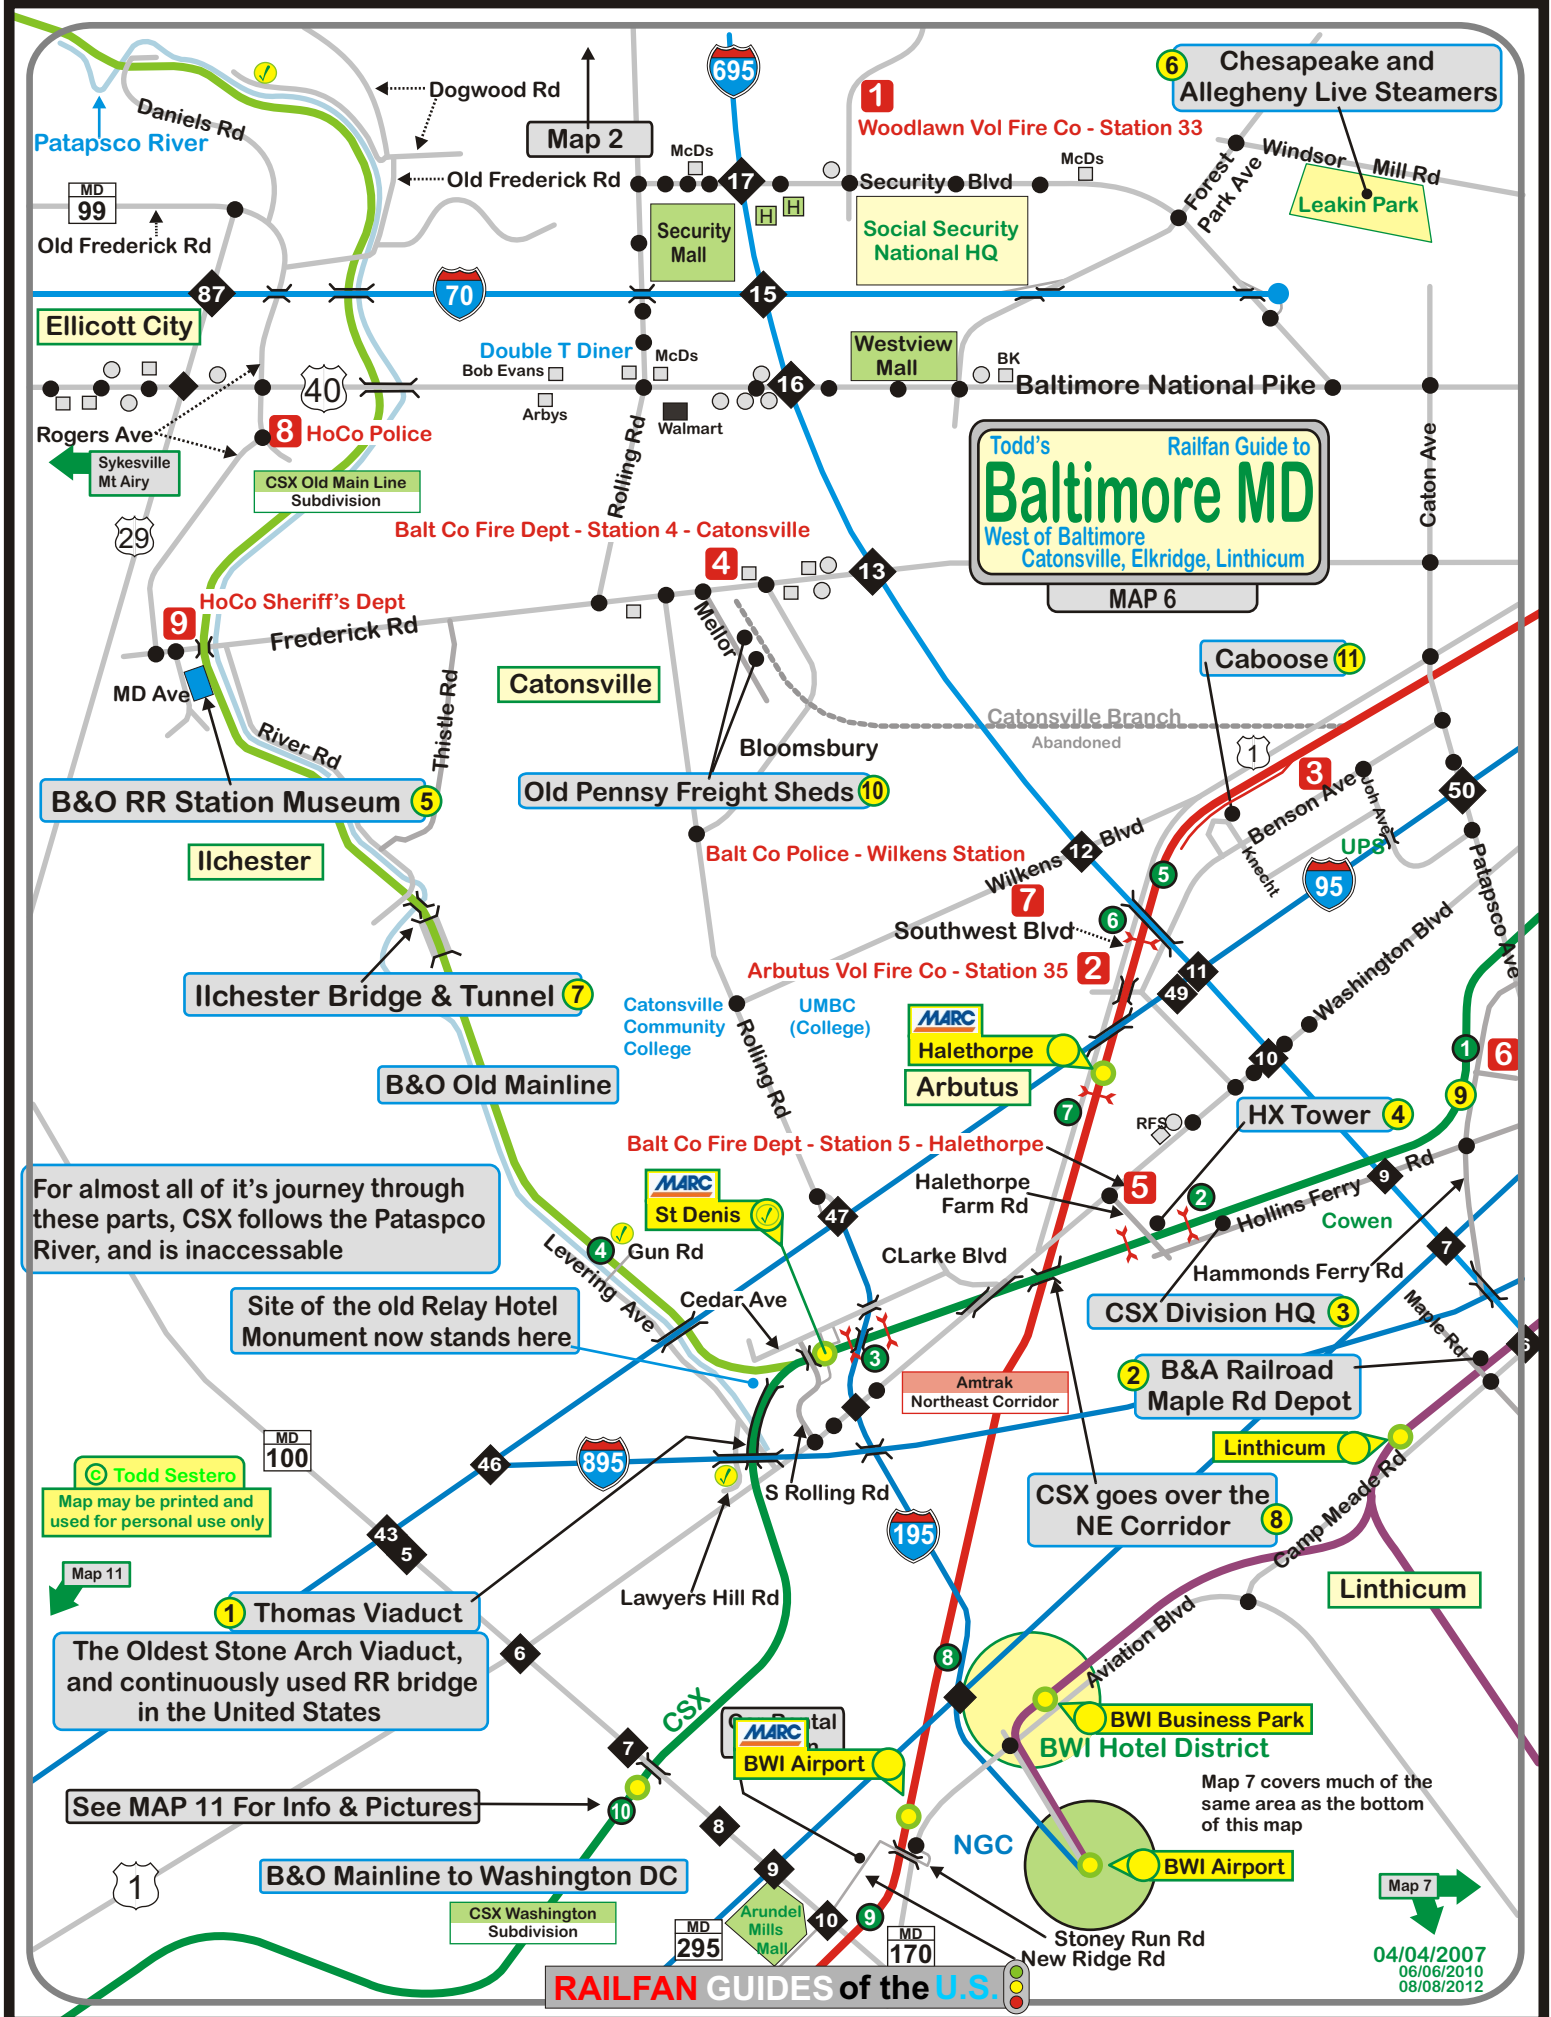 695
6 Chesapeake and
Allegheny Live Steamers
Dogwood Rd
1
Daniels Rd
Patapsco River
Map 2
Woodlawn Vol Fire Co - Station 33
McDs
McDs
Windsor Mill Rd
Old Frederick Rd
17
Security Blvd
Forest
Park Ave
MD
99
Leakin Park
H
H
Old Frederick Rd
Security
Mall
Social Security
National HQ
87
70
15
Ellicott City
Double T Diner
McDs
Westview
Mall
Bob Evans
BK
40
16
Baltimore National Pike
Arbys
Walmart
Rogers Ave
8 HoCo Police
Sykesville
Mt Airy
Rolling Rd
Caton Ave
Todd's Railfan Guide to
Baltimore MD
West of Baltimore
Catonsville, Elkridge, Linthicum
MAP 6
CSX Old Main Line
Subdivision
29
Balt Co Fire Dept - Station 4 - Catonsville
4
13
HoCo Sheriff's Dept
9
Frederick Rd
Mellor
Caboose 11
Catonsville
MD Ave
Thistle Rd
Catonsville Branch
Abandoned
River Rd
Bloomsbury
1
3
Benson Ave
Joh Ave
50
B&O RR Station Museum 5
Old Pennsy Freight Sheds 10
Ilchester
Balt Co Police - Wilkens Station
12
Wilkens Blvd
UPS
Knecht
5
95
Patapsco Ave
7
6
Southwest Blvd
Washington Blvd
Arbutus Vol Fire Co - Station 35 2
11
49
Ilchester Bridge & Tunnel 7
Catonsville
Community
College
UMBC
(College)
MARC
Halethorpe
Rolling Rd
10
1
6
B&O Old Mainline
Arbutus
9
7
RFS
HX Tower 4
Balt Co Fire Dept - Station 5 - Halethorpe
For almost all of it's journey through
these parts, CSX follows the Pataspco
River, and is inaccessable
MARC
St Denis
Halethorpe
Farm Rd
5
2
9
Hollins Ferry Rd
Cowen
47
4
Gun Rd
Levering Ave
CLarke Blvd
7
Hammonds Ferry Rd
Site of the old Relay Hotel
Monument now stands here
Cedar Ave
CSX Division HQ 3
Maple Rd
3
2 B&A Railroad
Maple Rd Depot
Amtrak
Northeast Corridor
MD
100
Linthicum
46
895
© Todd Sestero
Map may be printed and
used for personal use only
S Rolling Rd
CSX goes over the
NE Corridor 8
Camp Meade Rd
195
43
5
Map 11
Lawyers Hill Rd
Linthicum
1 Thomas Viaduct
The Oldest Stone Arch Viaduct,
and continuously used RR bridge
in the United States
6
8
Aviation Blvd
CSX
MARC
BWI Airport
BWI Business Park
BWI Hotel District
7
See MAP 11 For Info & Pictures
10
Map 7 covers much of the
same area as the bottom
of this map
8
NGC
BWI Airport
1
B&O Mainline to Washington DC
9
Map 7
CSX Washington
Subdivision
Arundel
Mills
Mall
10
9
MD
295
MD
170
Stoney Run Rd
New Ridge Rd
04/04/2007
06/06/2010
08/08/2012
RAILFAN GUIDES of the U.S.